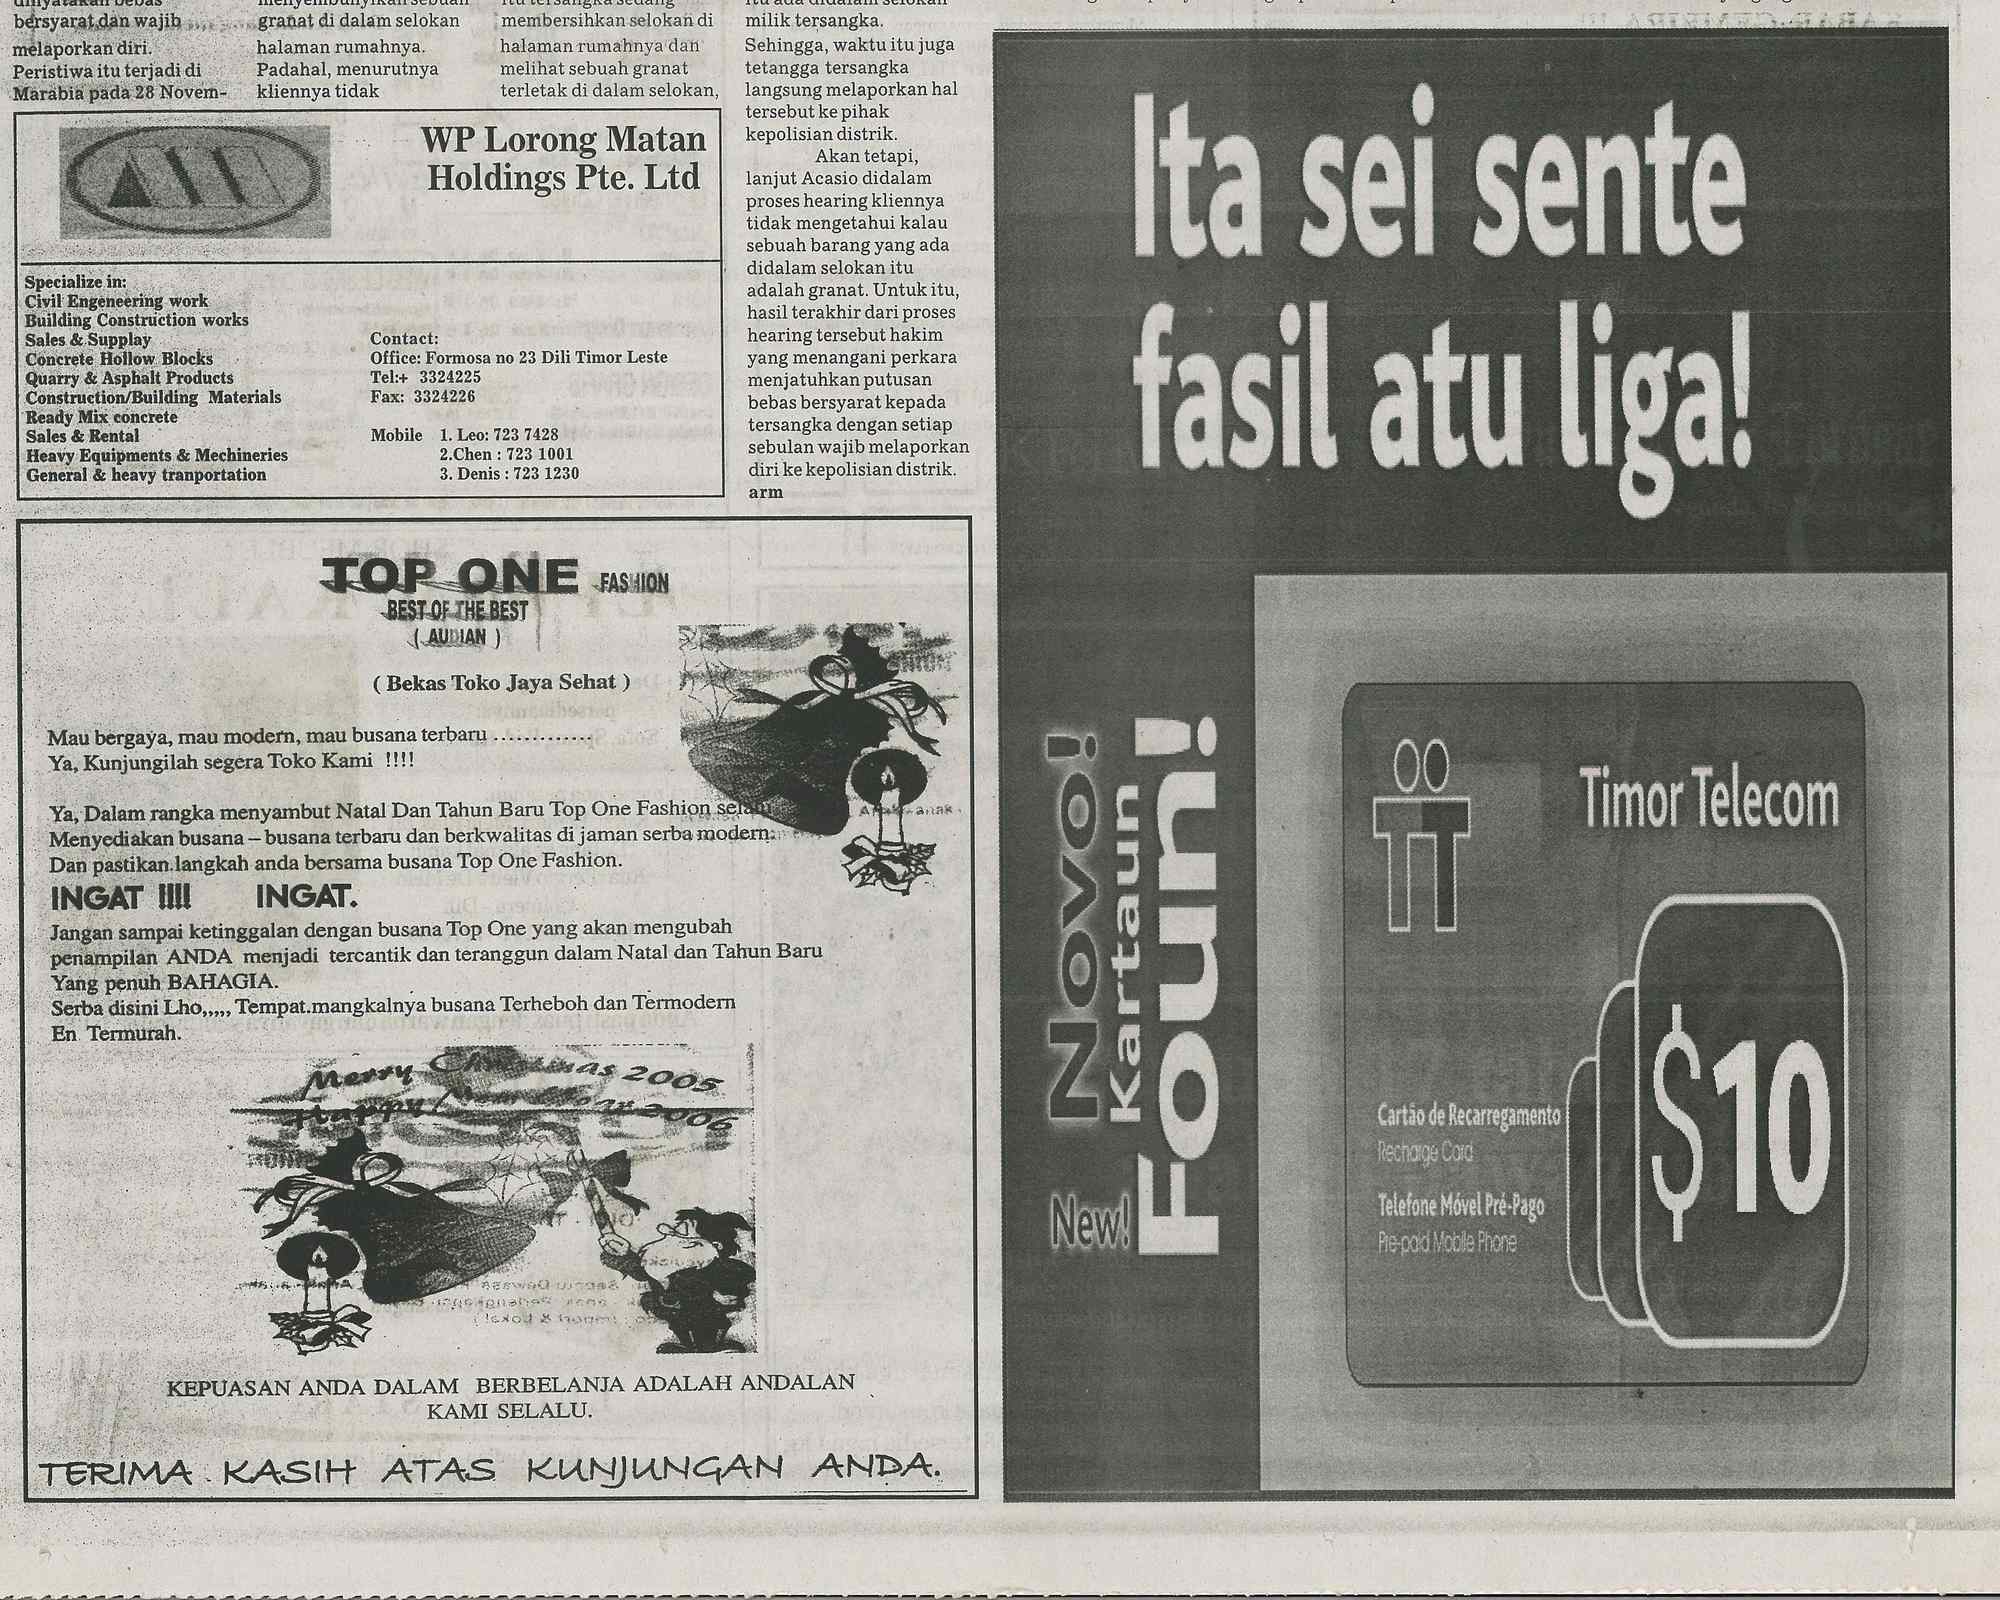 bersyarat dan wajib
melaporkan diri.
Peristiwa itu terjadi di
Marabia pada 28 Novem-
granat di dalam selokan
halaman rumahnya.
Padahal, menurutnya
kliennya tidak
membersihkan selokan di
halaman rumahnya dan
melihat sebuah granat
terletak di dalam selokan,
milik tersangka.
Sehingga, waktu itu juga
tetangga tersangka
langsung melaporkan hal
tersebut ke pihak
kepolisian distrik.
Akan tetapi,
lanjut Acasio didalam
proses hearing kliennya
tidak mengetahui kalau
sebuah barang yang ada
didalam selokan itu
adalah granat. Untuk itu,
hasil terakhir dari proses
hearing tersebut hakim
yang menangani perkara
menjatuhkan putusan
bebas bersyarat kepada
tersangka dengan setiap
sebulan wajib melaporkan
diri ke kepolisian distrik.
arm
WP Lorong Matan
Holdings Pte. Ltd
Specialize in:
Civil Engeneering work
Building Construction works
Sales & Supplay
Concrete Hollow Blocks
Quarry & Asphalt Products
Construction/Building Materials
Ready Mix concrete
Sales & Rental
Heavy Equipments & Mechineries
General & heavy tranportation
Contact:
Office: Formosa no 23 Dili Timor Leste
Tel:+ 3324225
Fax: 3324226
Mobile 1. Leo: 723 7428
2.Chen : 723 1001
3. Denis : 723 1230
TOP ONE FASHION
BEST OF THE BEST
( AUDIAN )
( Bekas Toko Jaya Sehat )
Mau bergaya, mau modern, mau busana terbaru .............
Ya, Kunjungilah segera Toko Kami !!!!
Ya, Dalam rangka menyambut Natal Dan Tahun Baru Top One Fashion selalu
Menyediakan busana – busana terbaru dan berkwalitas di jaman serba modern.
Dan pastikan.langkah anda bersama busana Top One Fashion.
INGAT !!!! INGAT.
Jangan sampai ketinggalan dengan busana Top One yang akan mengubah
penampilan ANDA menjadi tercantik dan teranggun dalam Natal dan Tahun Baru
Yang penuh BAHAGIA.
Serba disini Lho,,,,, Tempat.mangkalnya busana Terheboh dan Termodern
En Termurah.
Merry Christmas 2005
Happy New Year 2006
KEPUASAN ANDA DALAM BERBELANJA ADALAH ANDALAN
KAMI SELALU.
TERIMA KASIH ATAS KUNJUNGAN ANDA.
Ita sei sente
fasil atu liga!
Novo!
Kartaun
Foun!
New!
TT
Timor Telecom
$10
Cartão de Recarregamento
Recharge Card
Telefone Móvel Pré-Pago
Pre-paid Mobile Phone